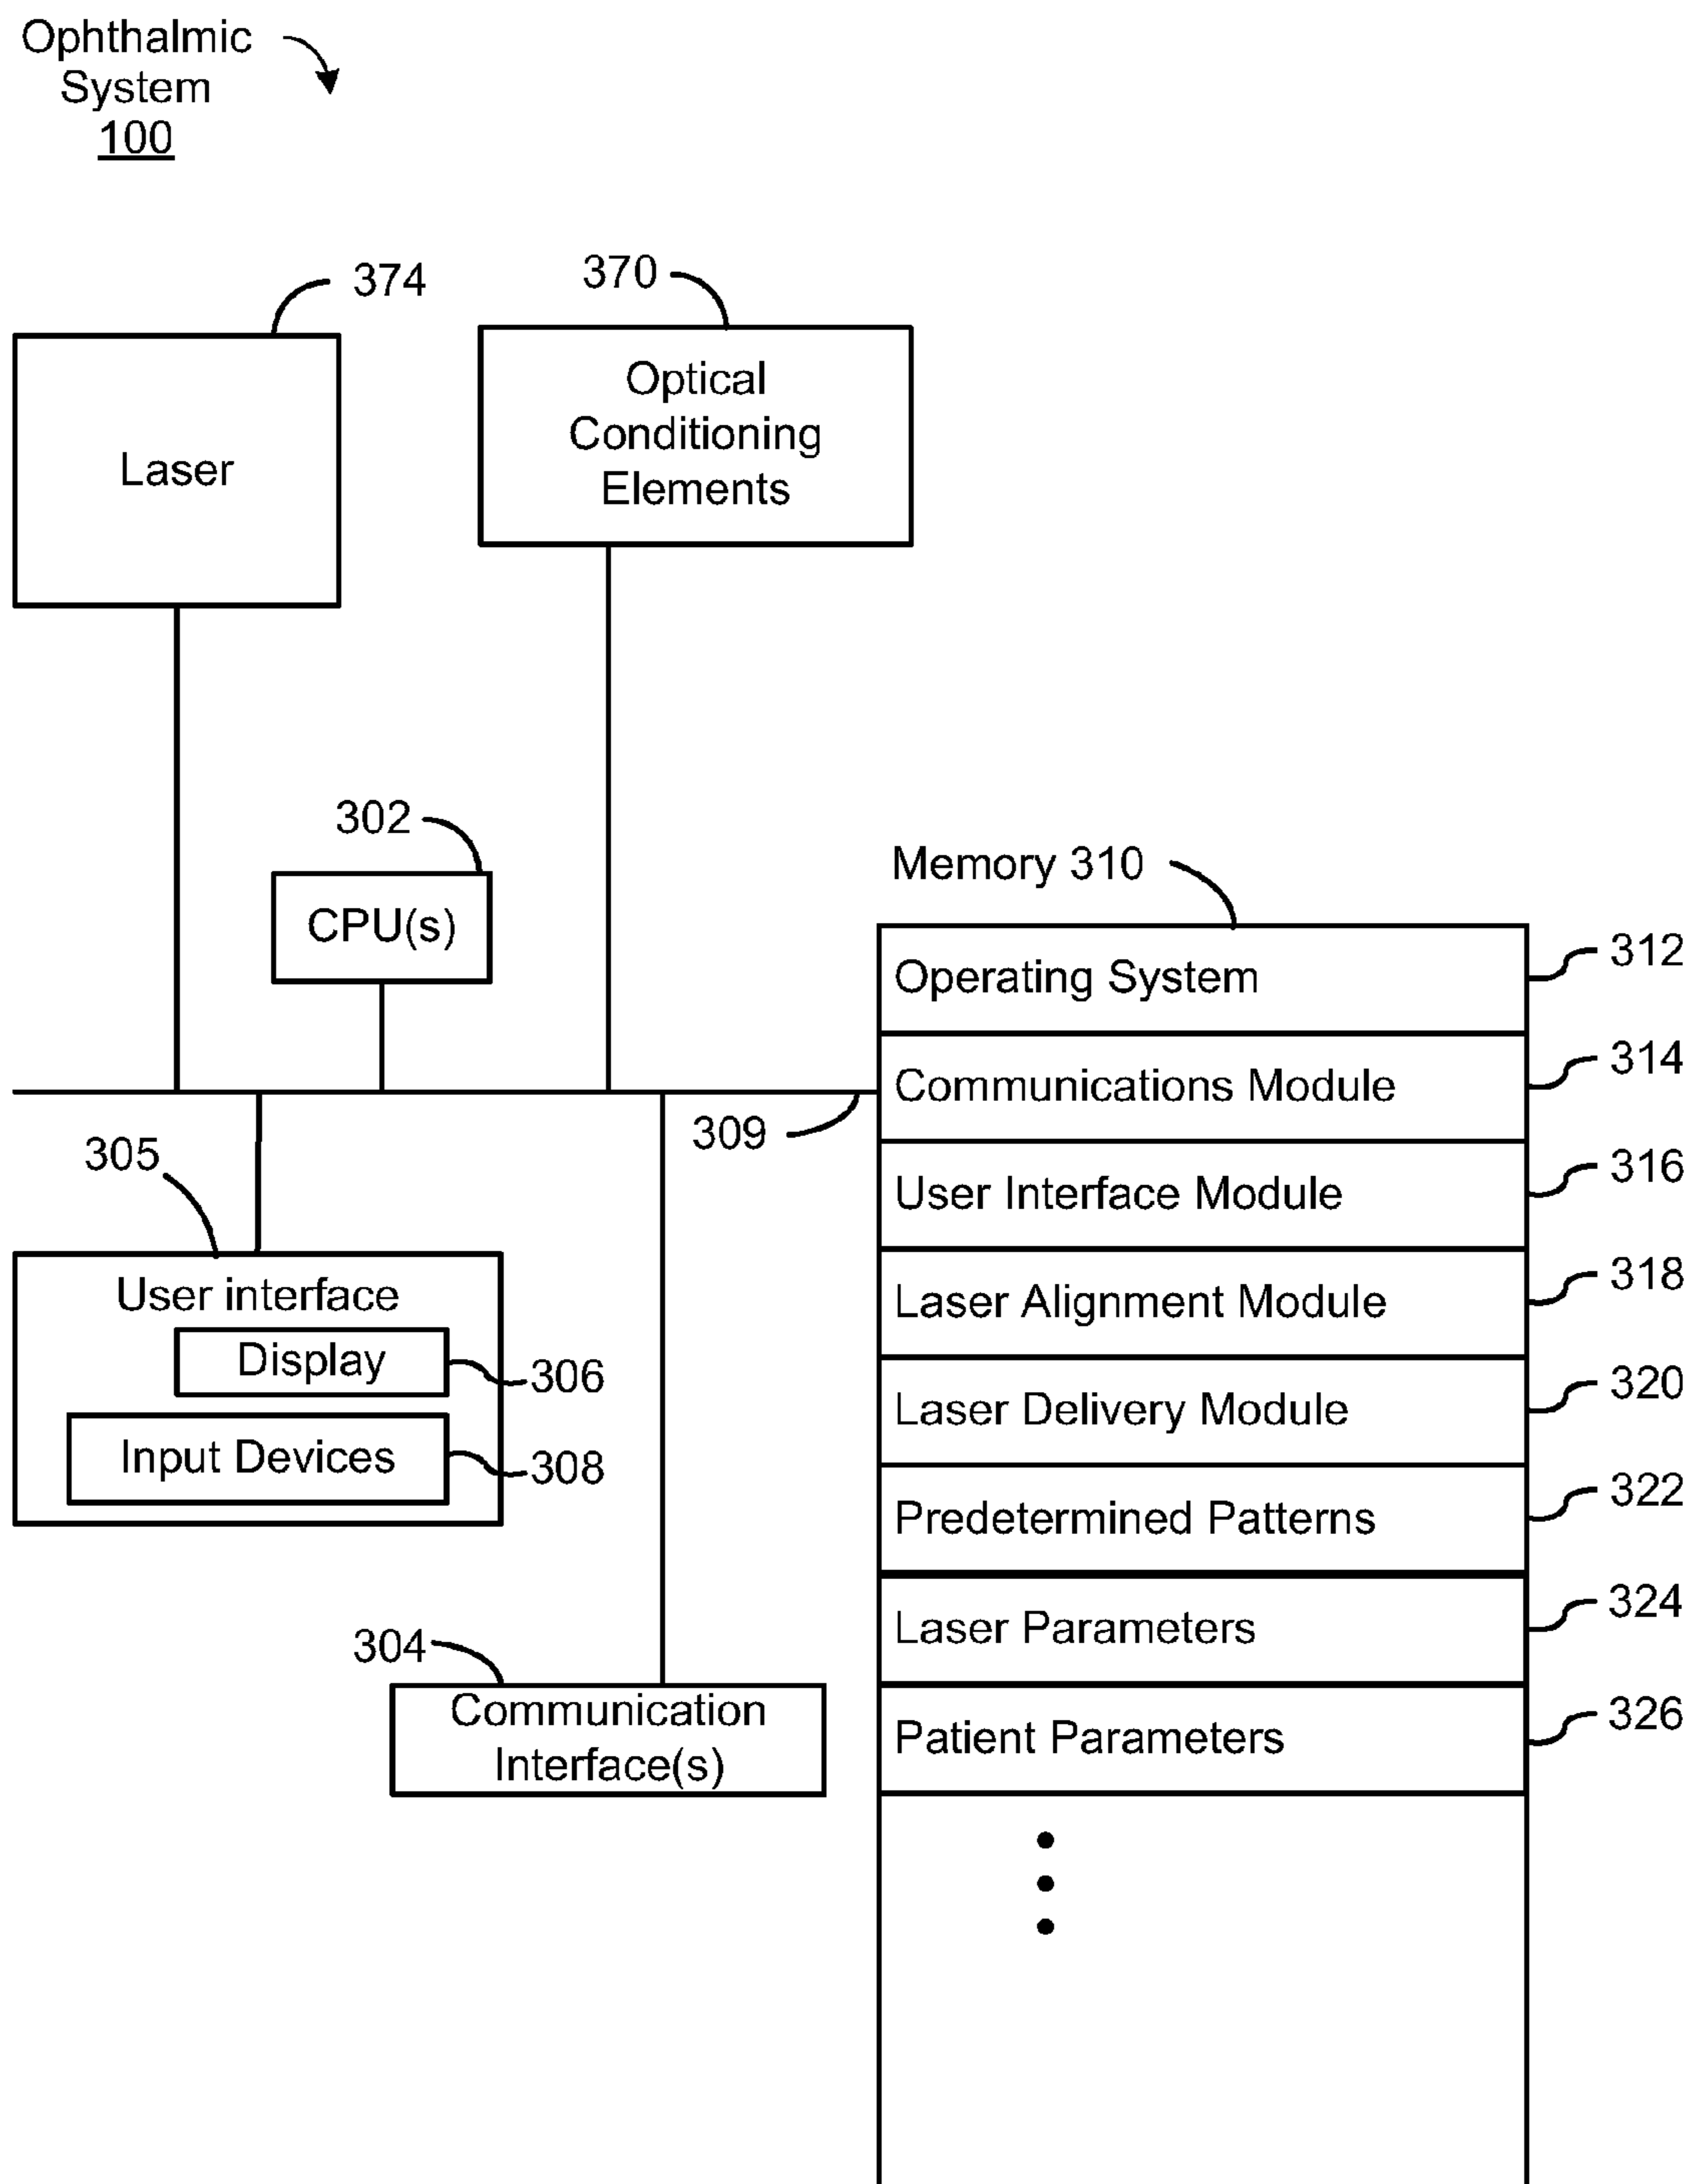 Ophthalmic
System
100
374
370
Laser
Optical
Conditioning
Elements
302
CPU(s)
Memory 310
Operating System
312
Communications Module
314
309
User Interface Module
316
305
Laser Alignment Module
318
User interface
Display
306
Laser Delivery Module
320
Input Devices
308
Predetermined Patterns
322
Laser Parameters
324
304
Communication
Interface(s)
Patient Parameters
326